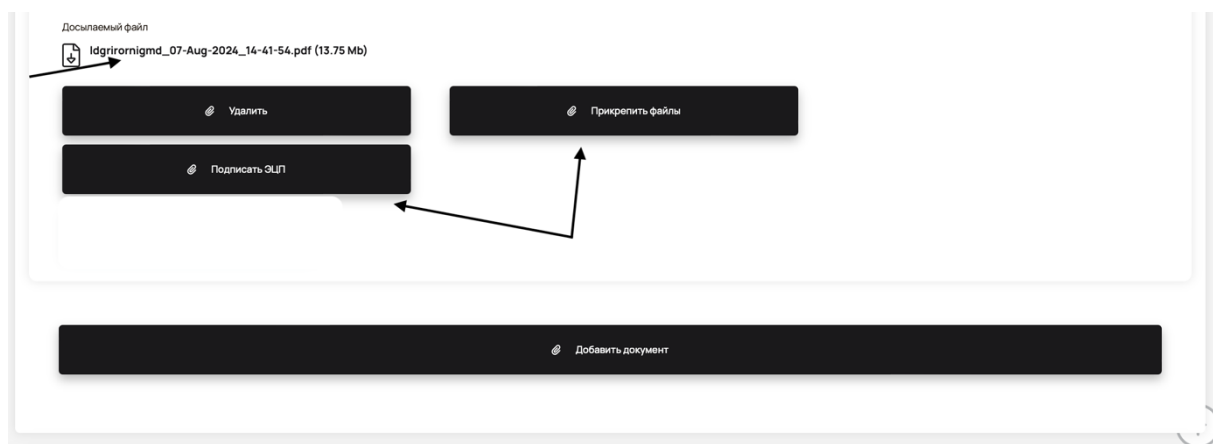 Досылаемый файл
ldgrirornigmd_07-Aug-2024_14-41-54.pdf (13.75 Mb)
Удалить
Прикрепить файлы
Подписать ЭЦП
Добавить документ